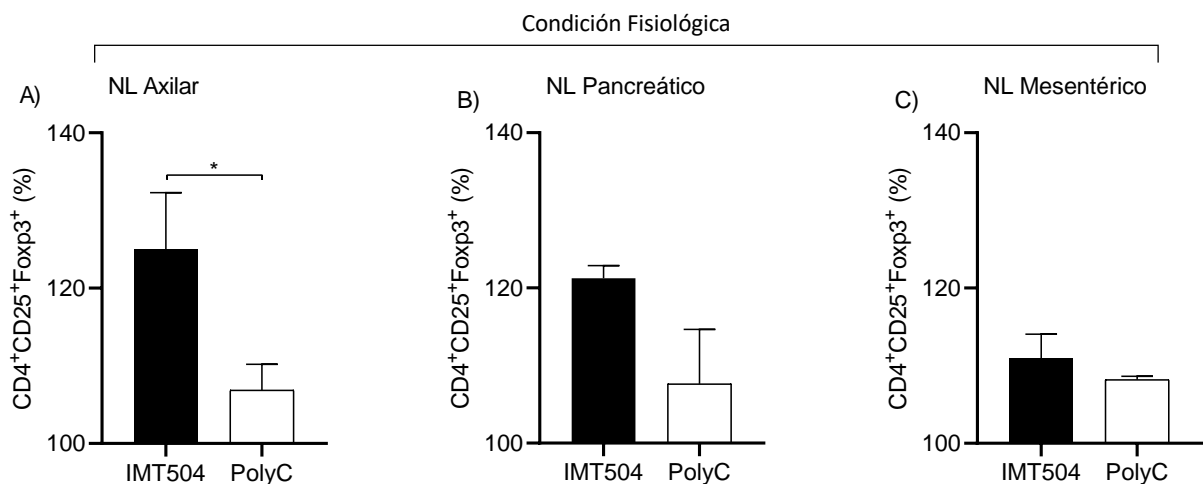 Condición Fisiológica
A) NL Axilar
CD4+CD25+Foxp3+ (%)
140
120
100
*
IMT504 PolyC
B) NL Pancreático
CD4+CD25+Foxp3+ (%)
140
120
100
IMT504 PolyC
C) NL Mesentérico
CD4+CD25+Foxp3+ (%)
140
120
100
IMT504 PolyC